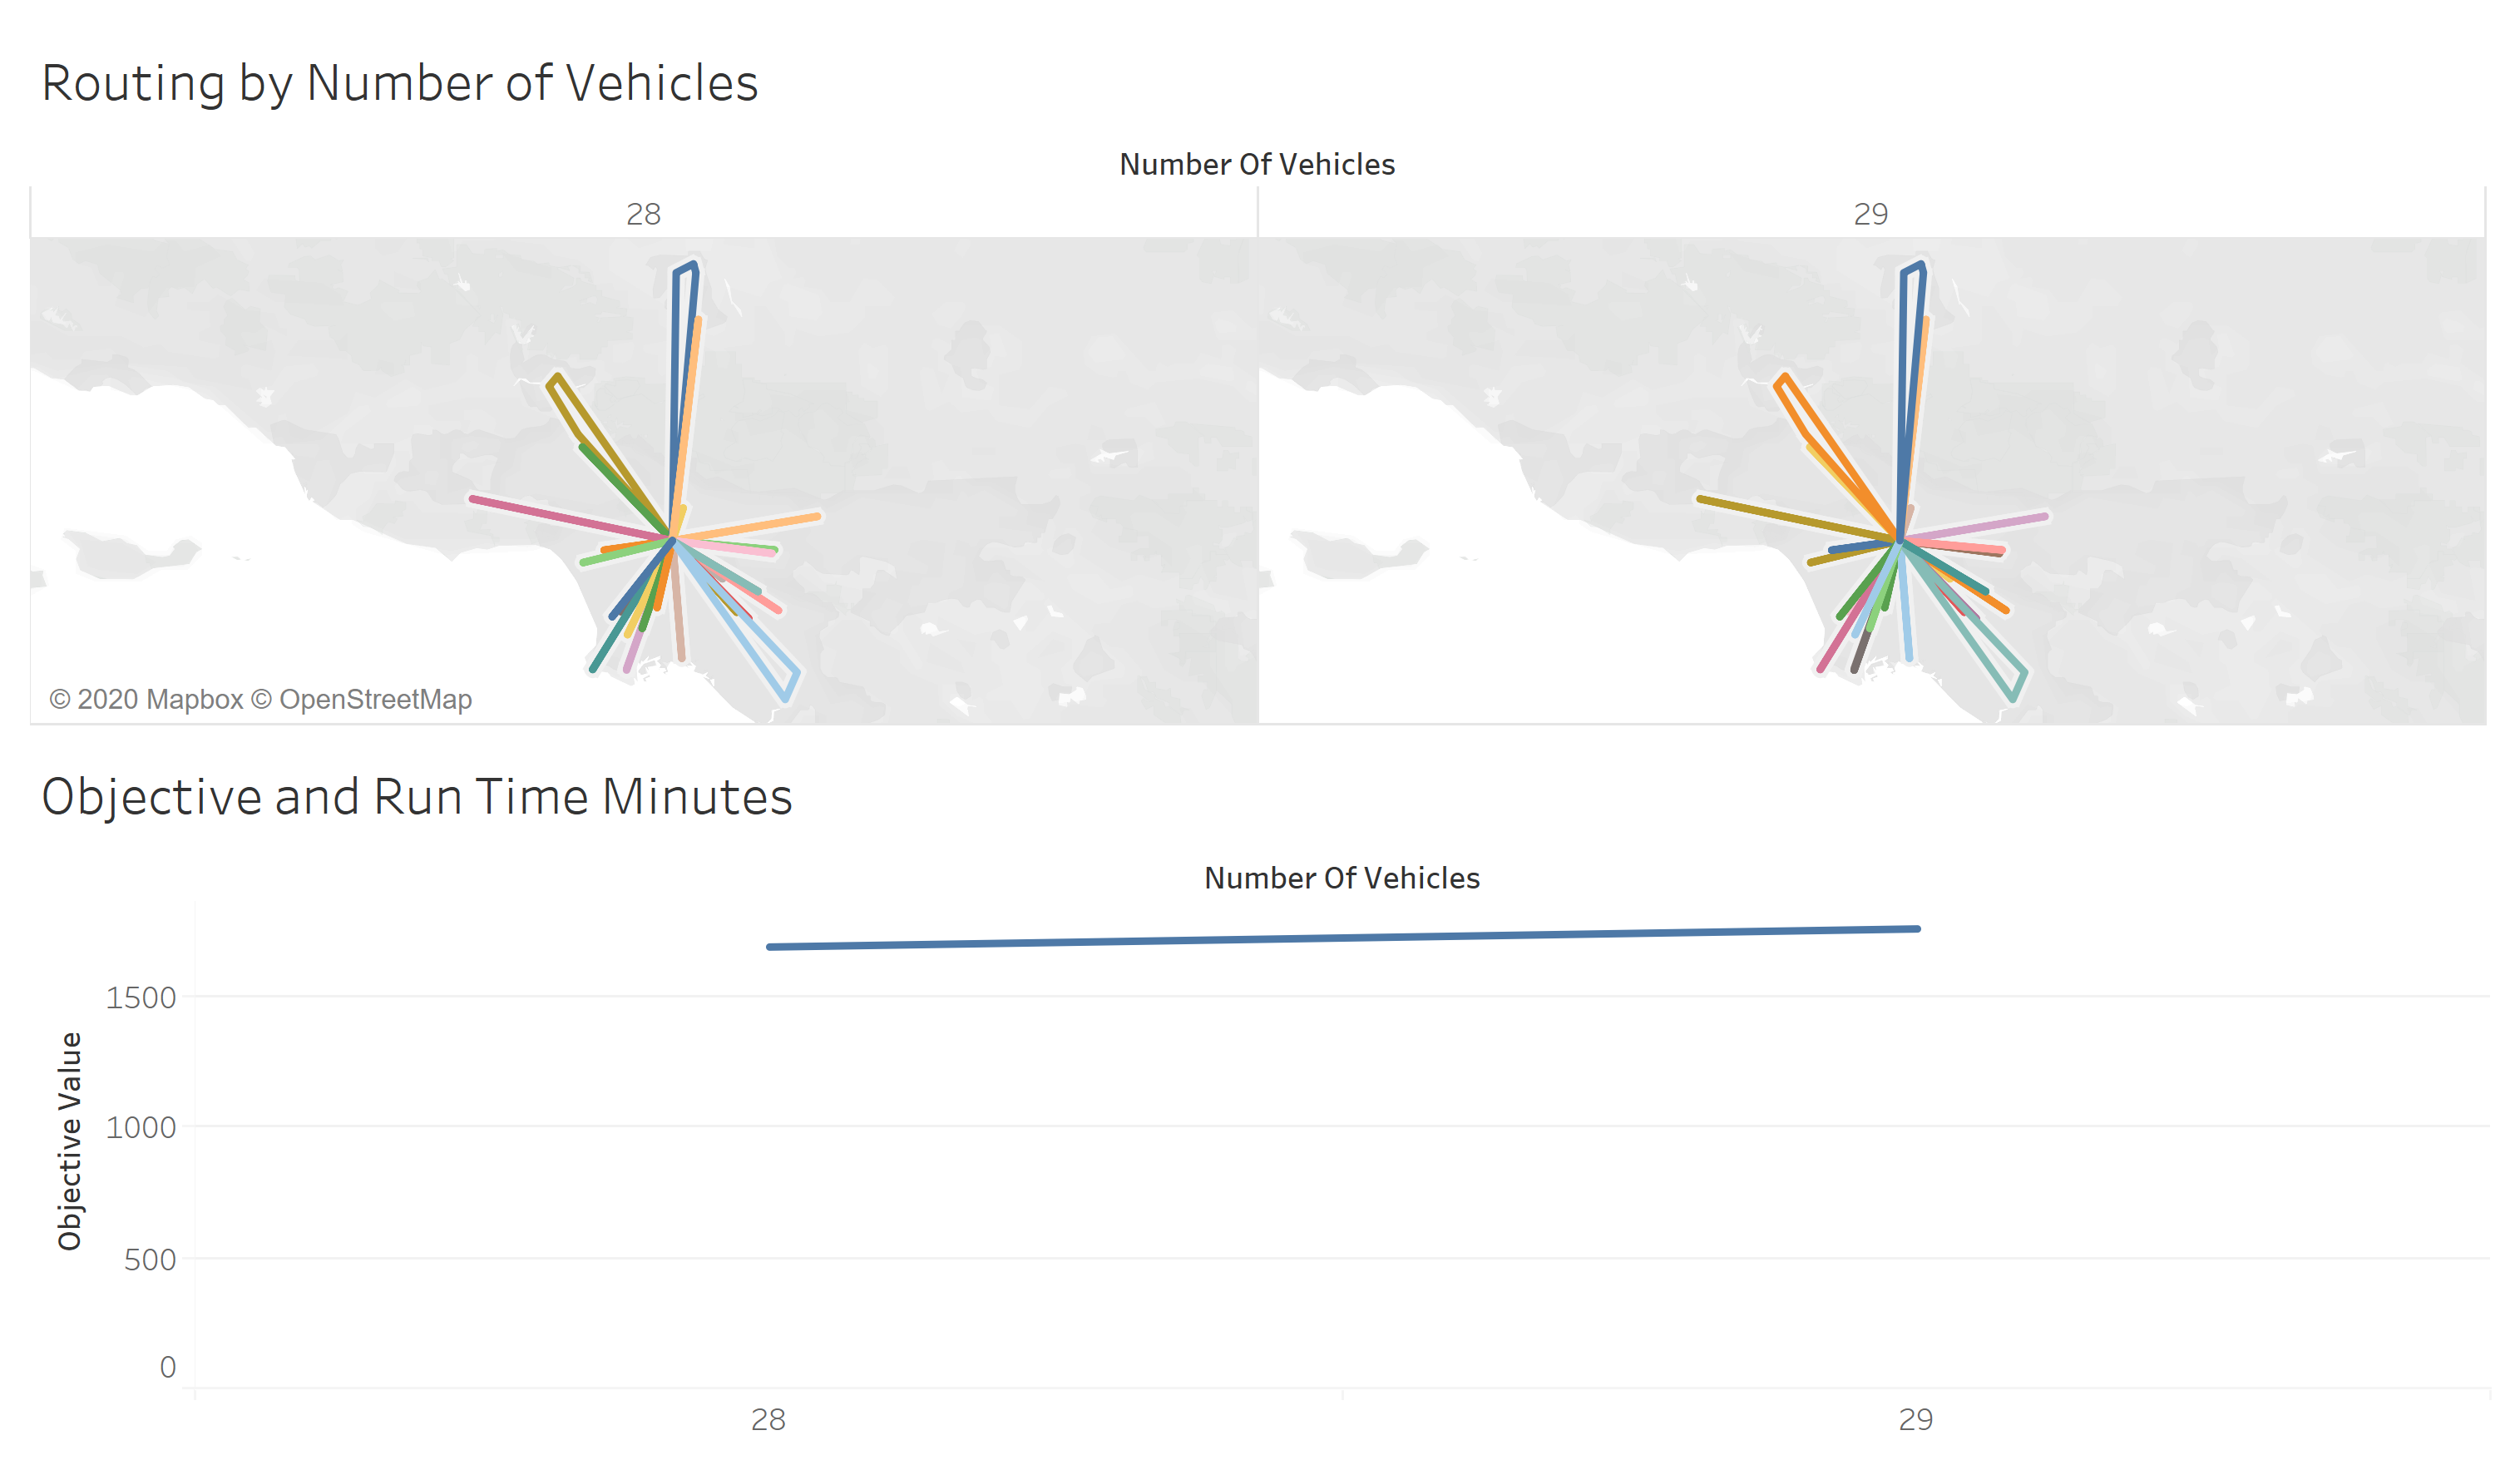 Routing by Number of Vehicles
Number Of Vehicles
28
29
© 2020 Mapbox © OpenStreetMap
Objective and Run Time Minutes
Number Of Vehicles
Objective Value
1500
1000
500
0
28
29